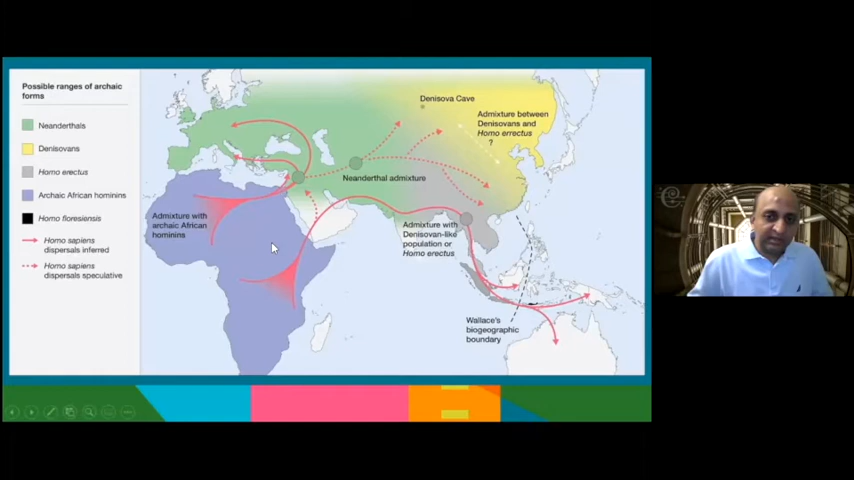 Possible ranges of archaic
forms
Neanderthals
Denisovans
Homo erectus
Archaic African hominins
Homo floresiensis
Homo sapiens
dispersals inferred
Homo sapiens
dispersals speculative
Denisova Cave
Admixture between
Denisovans and
Homo errectus
?
Neanderthal admixture
Admixture with
archaic African
hominins
Admixture with
Denisovan-like
population or
Homo erectus
Wallace's
biogeographic
boundary